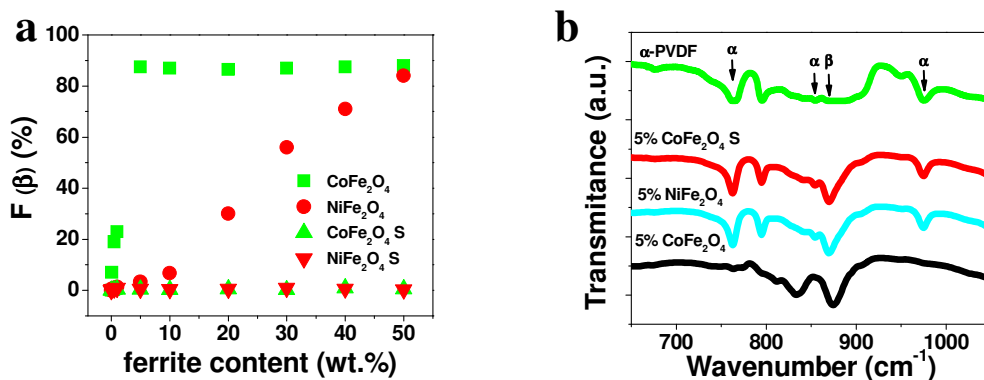 a
100
80
60
40
20
0
F (β) (%)
CoFe2O4
NiFe2O4
CoFe2O4 S
NiFe2O4 S
0 10 20 30 40 50
ferrite content (wt.%)
b
α-PVDF
α
α β
α
5% CoFe2O4 S
5% NiFe2O4
5% CoFe2O4
Transmitance (a.u.)
700 800 900 1000
Wavenumber (cm-1)